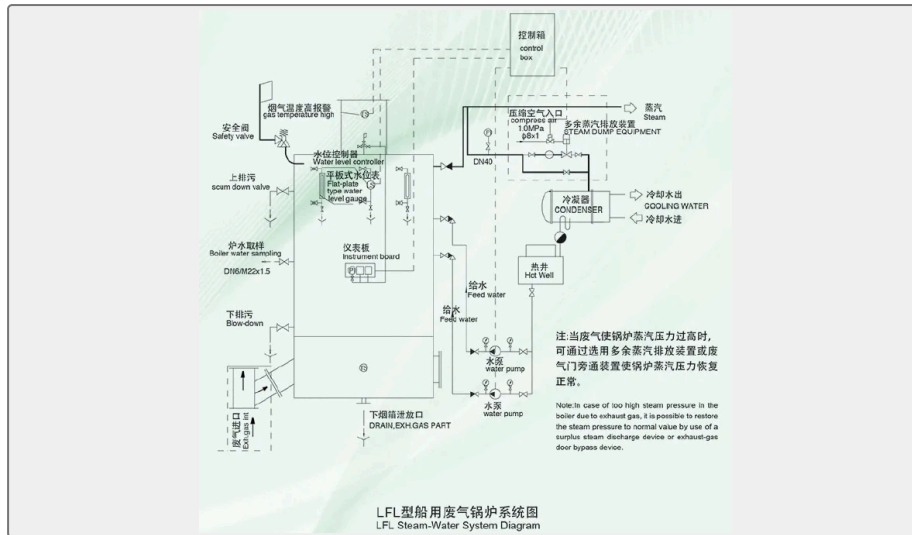 控制箱
control
box
烟气温度高报警
gas temperature high
安全阀
Safety valve
水位控制器
Water level controller
平板式水位表
Flat-plate
type water
level gauge
上排污
scum down valve
炉水取样
Boiler water sampling
DN6/M22x1.5
仪表板
Instrument board
下排污
Blow-down
废气进口
Exh.gas int
下烟箱泄放口
DRAIN,EXH.GAS PART
蒸汽
Steam
压缩空气入口
compress air
1.0MPa
φ8x1
多余蒸汽排放装置
STEAM DUMP EQUIPMENT
DN40
冷凝器
CONDENSER
冷却水出
COOLING WATER
冷却水进
热井
Hot Well
给水
Feed water
给水
Feed water
水泵
water pump
水泵
water pump
注:当废气使锅炉蒸汽压力过高时,
可通过选用多余蒸汽排放装置或废
气门旁通装置使锅炉蒸汽压力恢复
正常。
Note:In case of too high steam pressure in the
boiler due to exhaust gas, it is possible to restore
the steam pressure to normal value by use of a
surplus steam discharge device or exhaust-gas
door bypass device.
LFL型船用废气锅炉系统图
LFL Steam-Water System Diagram